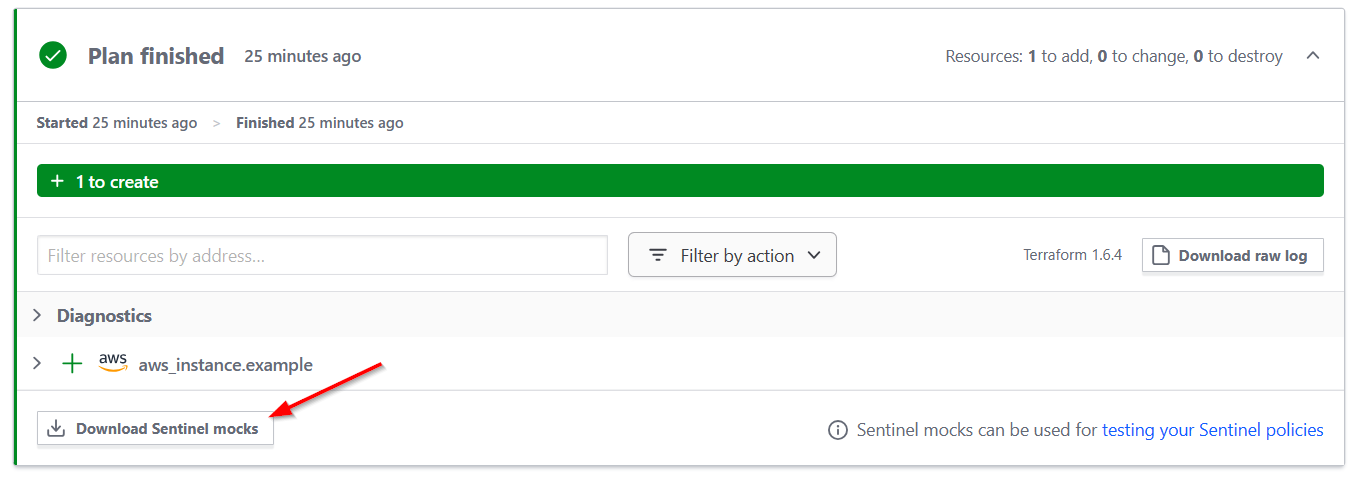 Plan finished 25 minutes ago Resources: 1 to add, 0 to change, 0 to destroy
Started 25 minutes ago > Finished 25 minutes ago
+ 1 to create
Filter resources by address... Filter by action Terraform 1.6.4 Download raw log
Diagnostics
aws aws_instance.example
Download Sentinel mocks Sentinel mocks can be used for testing your Sentinel policies